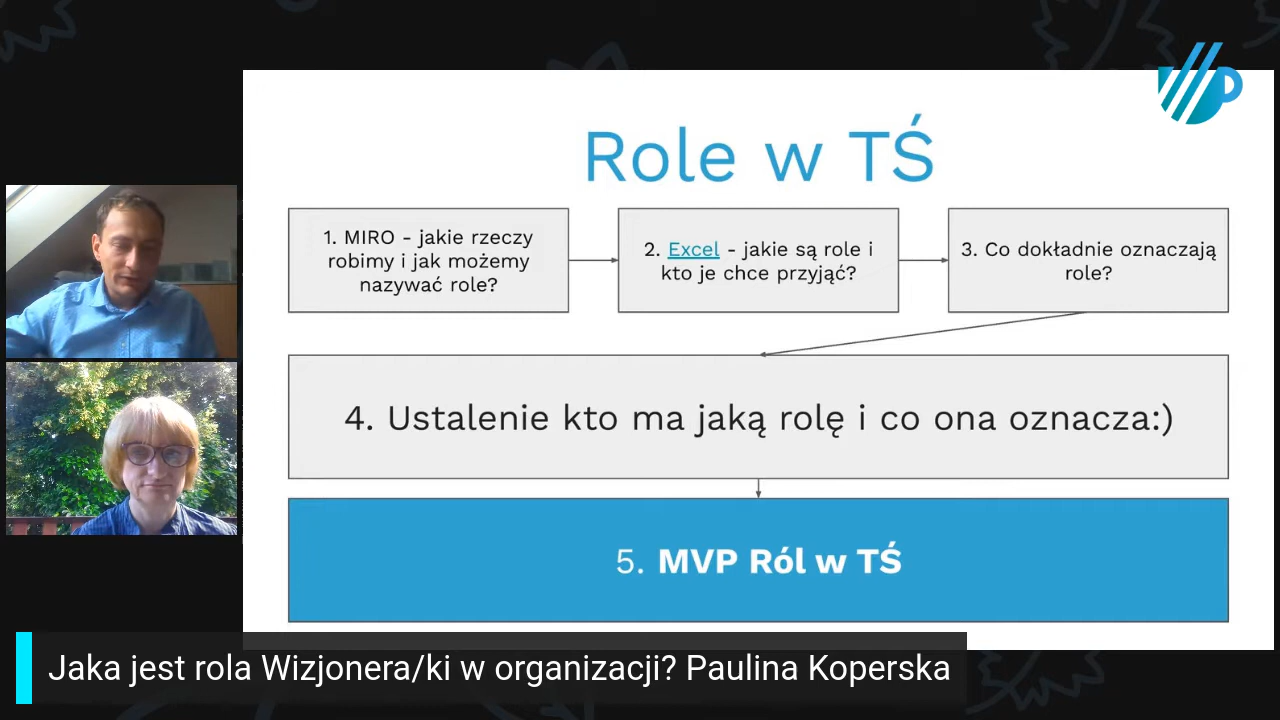 Role w TŚ
1. MIRO - jakie rzeczy
robimy i jak możemy
nazywać role?
2. Excel - jakie są role i
kto je chce przyjąć?
3. Co dokładnie oznaczają
role?
4. Ustalenie kto ma jaką rolę i co ona oznacza:)
5. MVP Ról w TŚ
Jaka jest rola Wizjonera/ki w organizacji? Paulina Koperska